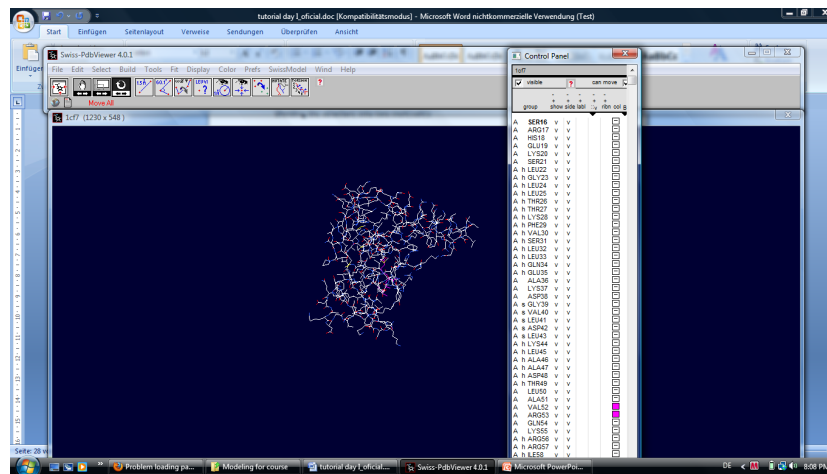 tutorial day I_oficial.doc [Kompatibilitätsmodus] - Microsoft Word nichtkommerzielle Verwendung (Test)
Start Einfügen Seitenlayout Verweise Sendungen Überprüfen Ansicht
Einfüger
Swiss-PdbViewer 4.0.1
File Edit Select Build Tools Fit Display Color Prefs SwissModel Wind Help
Move All
1cf7 (1230 x 548 )
Control Panel
1cf7
visible ? can move
group show side labl ribn col
A SER16 v v
A ARG17 v v
A HIS18 v v
A GLU19 v v
A LYS20 v v
A SER21 v v
A h LEU22 v v
A h GLY23 v v
A h LEU24 v v
A h LEU25 v v
A h THR26 v v
A h THR27 v v
A h LYS28 v v
A h PHE29 v v
A h VAL30 v v
A h SER31 v v
A h LEU32 v v
A h LEU33 v v
A h GLN34 v v
A h GLU35 v v
A ALA36 v v
A LYS37 v v
A ASP38 v v
A s GLY39 v v
A s VAL40 v v
A s LEU41 v v
A s ASP42 v v
A s LEU43 v v
A h LYS44 v v
A h LEU45 v v
A h ALA46 v v
A h ALA47 v v
A h ASP48 v v
A h THR49 v v
A LEU50 v v
A ALA51 v v
A VAL52 v v
A ARG53 v v
A GLN54 v v
A LYS55 v v
A h ARG56 v v
A h ARG57 v v
A h ILE58 v v
Seite: 28 v
Problem loading pa... Modeling for course tutorial day I_oficial.... Swiss-PdbViewer 4.0.1 Microsoft PowerPoi... DE 8:08 PM